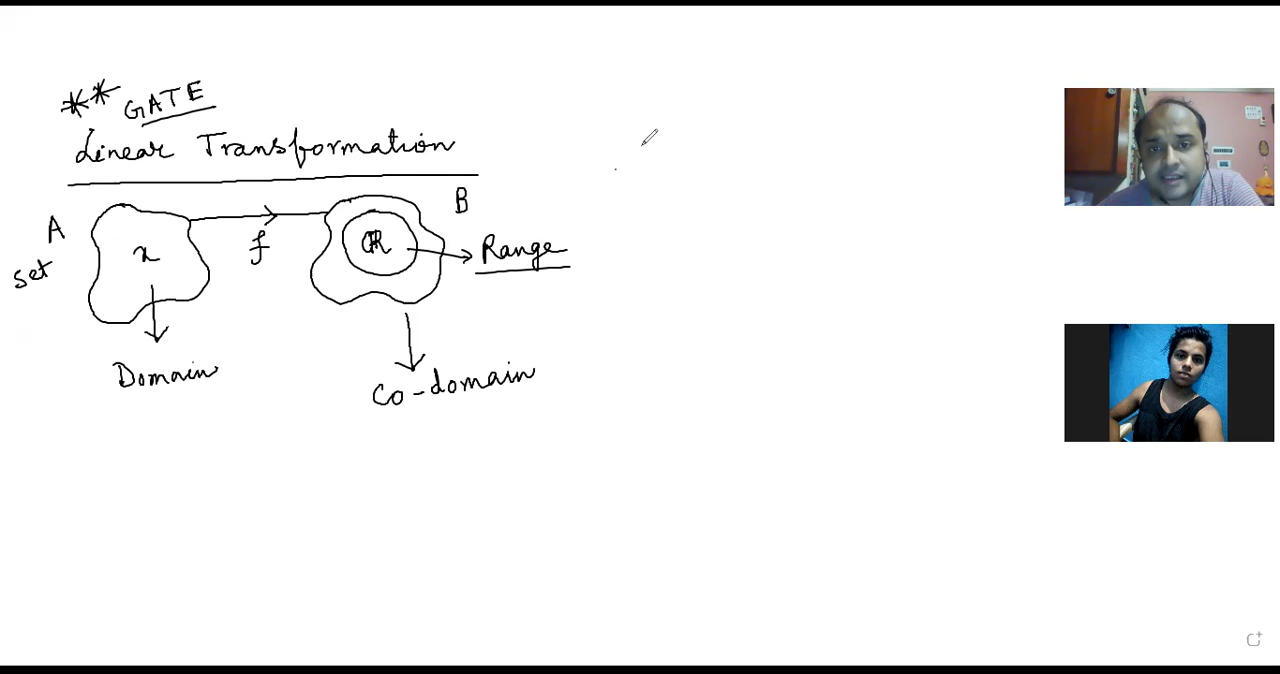 ** GATE
Linear Transformation
A
set
x
f
R
B
Range
Domain
Co-domain